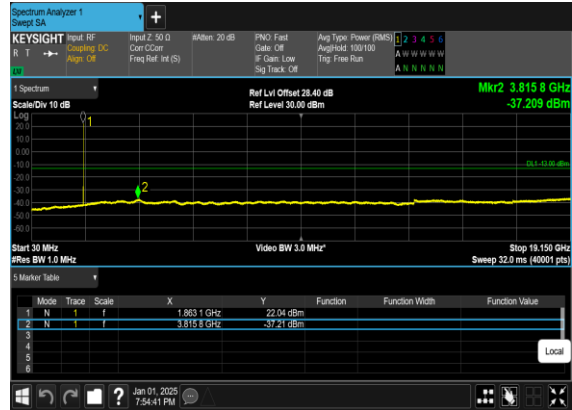 Spectrum Analyzer 1
Swept SA
+
KEYSIGHT
R T
Input: RF
Coupling: DC
Align: Off
Input Z: 50 Ω
Corr CCorr
Freq Ref: Int (S)
#Atten: 20 dB
PNO: Fast
Gate: Off
IF Gain: Low
Sig Track: Off
Avg Type: Power (RMS)
Avg|Hold: 100/100
Trig: Free Run
1 2 3 4 5 6
A W W W W W
A N N N N N
1 Spectrum
Scale/Div 10 dB
Ref Lvl Offset 28.40 dB
Ref Level 30.00 dBm
Mkr2 3.815 8 GHz
-37.209 dBm
Log
20.0
10.0
0.00
-10.0
-20.0
-30.0
-40.0
-50.0
-60.0
1
2
DL1 -13.00 dBm
Start 30 MHz
#Res BW 1.0 MHz
Video BW 3.0 MHz*
Stop 19.150 GHz
Sweep 32.0 ms (40001 pts)
5 Marker Table
Mode Trace Scale X Y Function Function Width Function Value
1 N 1 f 1.863 1 GHz 22.04 dBm
2 N 1 f 3.815 8 GHz -37.21 dBm
3
4
5
6
Local
?
Jan 01, 2025
7:54:41 PM